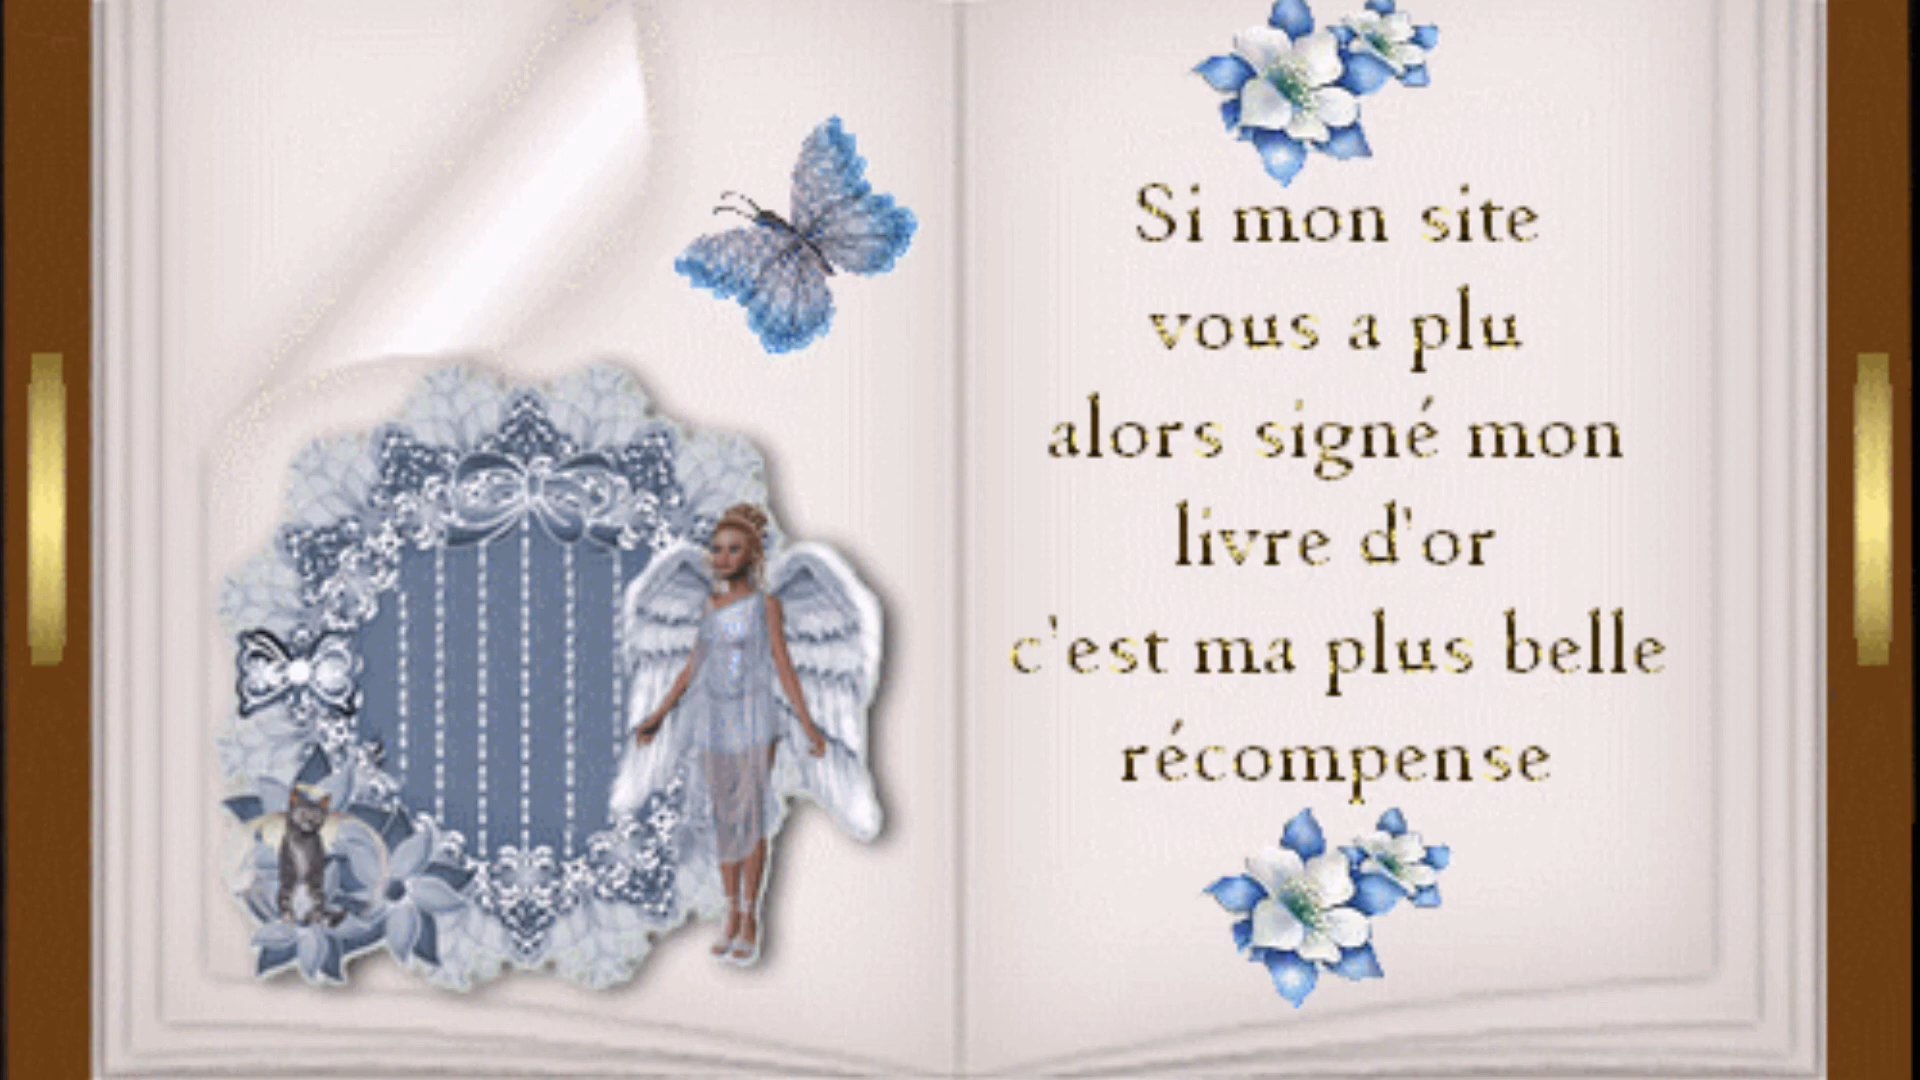 Si mon site
vous a plu
alors signé mon
livre d'or
c'est ma plus belle
récompense